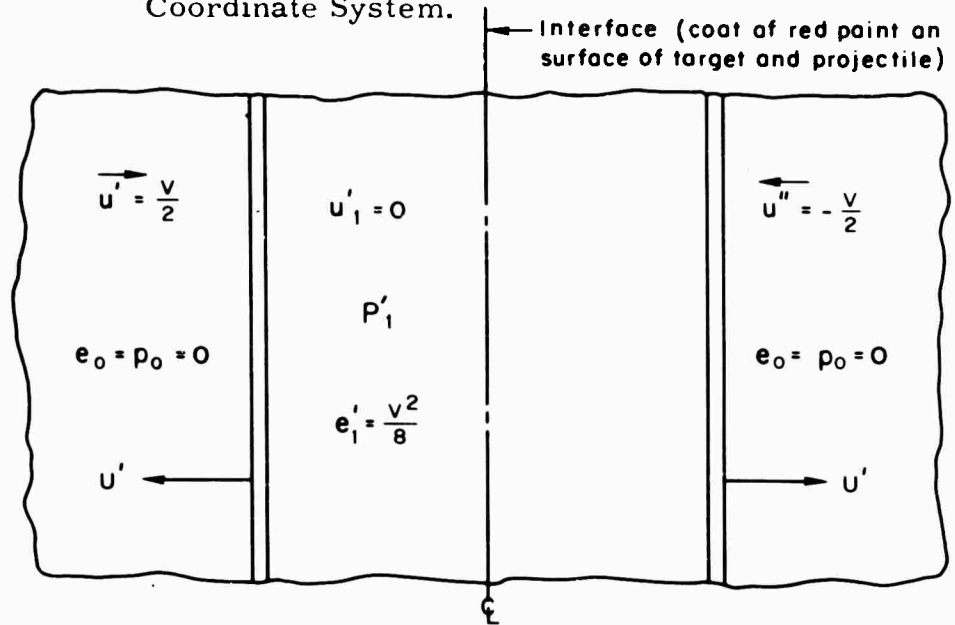 Coordinate System.
Interface (coat of red paint on
surface of target and projectile)
u' = V/2
u'₁ = 0
u'' = - V/2
P'₁
e₀ = p₀ = 0
e₀ = p₀ = 0
e'₁ = V²/8
U'
U'
℄